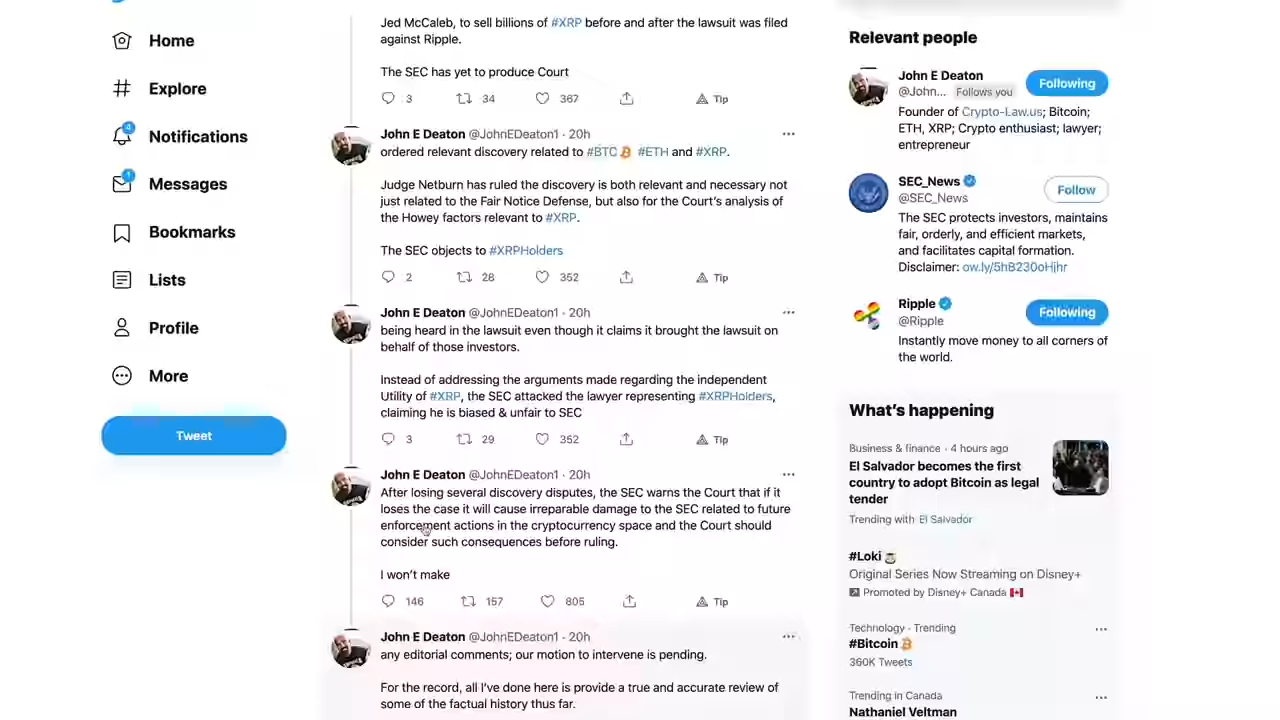 Home
Explore
4
Notifications
1
Messages
Bookmarks
Lists
Profile
More
Tweet
Jed McCaleb, to sell billions of #XRP before and after the lawsuit was filed
against Ripple.
The SEC has yet to produce Court
3 34 367 Tip
John E Deaton @JohnEDeaton1 · 20h
ordered relevant discovery related to #BTC #ETH and #XRP.
Judge Netburn has ruled the discovery is both relevant and necessary not
just related to the Fair Notice Defense, but also for the Court's analysis of
the Howey factors relevant to #XRP.
The SEC objects to #XRPHolders
2 28 352 Tip
John E Deaton @JohnEDeaton1 · 20h
being heard in the lawsuit even though it claims it brought the lawsuit on
behalf of those investors.
Instead of addressing the arguments made regarding the independent
Utility of #XRP, the SEC attacked the lawyer representing #XRPHolders,
claiming he is biased & unfair to SEC
3 29 352 Tip
John E Deaton @JohnEDeaton1 · 20h
After losing several discovery disputes, the SEC warns the Court that if it
loses the case it will cause irreparable damage to the SEC related to future
enforcement actions in the cryptocurrency space and the Court should
consider such consequences before ruling.
I won't make
146 157 805 Tip
John E Deaton @JohnEDeaton1 · 20h
any editorial comments; our motion to intervene is pending.
For the record, all I've done here is provide a true and accurate review of
some of the factual history thus far.
Relevant people
John E Deaton
@John... Follows you
Following
Founder of Crypto-Law.us; Bitcoin;
ETH, XRP; Crypto enthusiast; lawyer;
entrepreneur
SEC_News
@SEC_News
Follow
The SEC protects investors, maintains
fair, orderly, and efficient markets,
and facilitates capital formation.
Disclaimer: ow.ly/5hB230oHjhr
Ripple
@Ripple
Following
Instantly move money to all corners of
the world.
What's happening
Business & finance · 4 hours ago
El Salvador becomes the first
country to adopt Bitcoin as legal
tender
Trending with El Salvador
#Loki
Original Series Now Streaming on Disney+
Promoted by Disney+ Canada
Technology · Trending
#Bitcoin
360K Tweets
Trending in Canada
Nathaniel Veltman